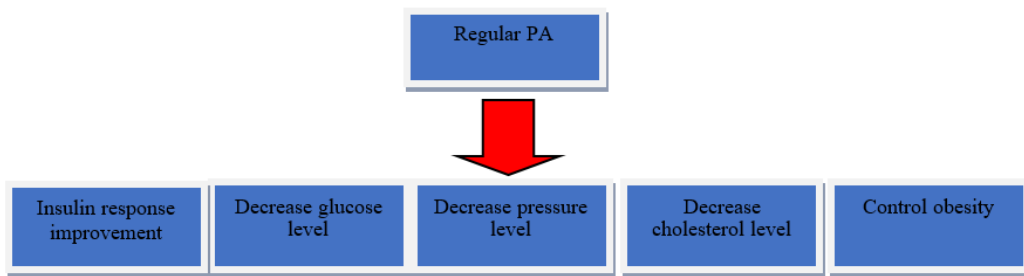 Regular PA
Insulin response
improvement
Decrease glucose
level
Decrease pressure
level
Decrease
cholesterol level
Control obesity